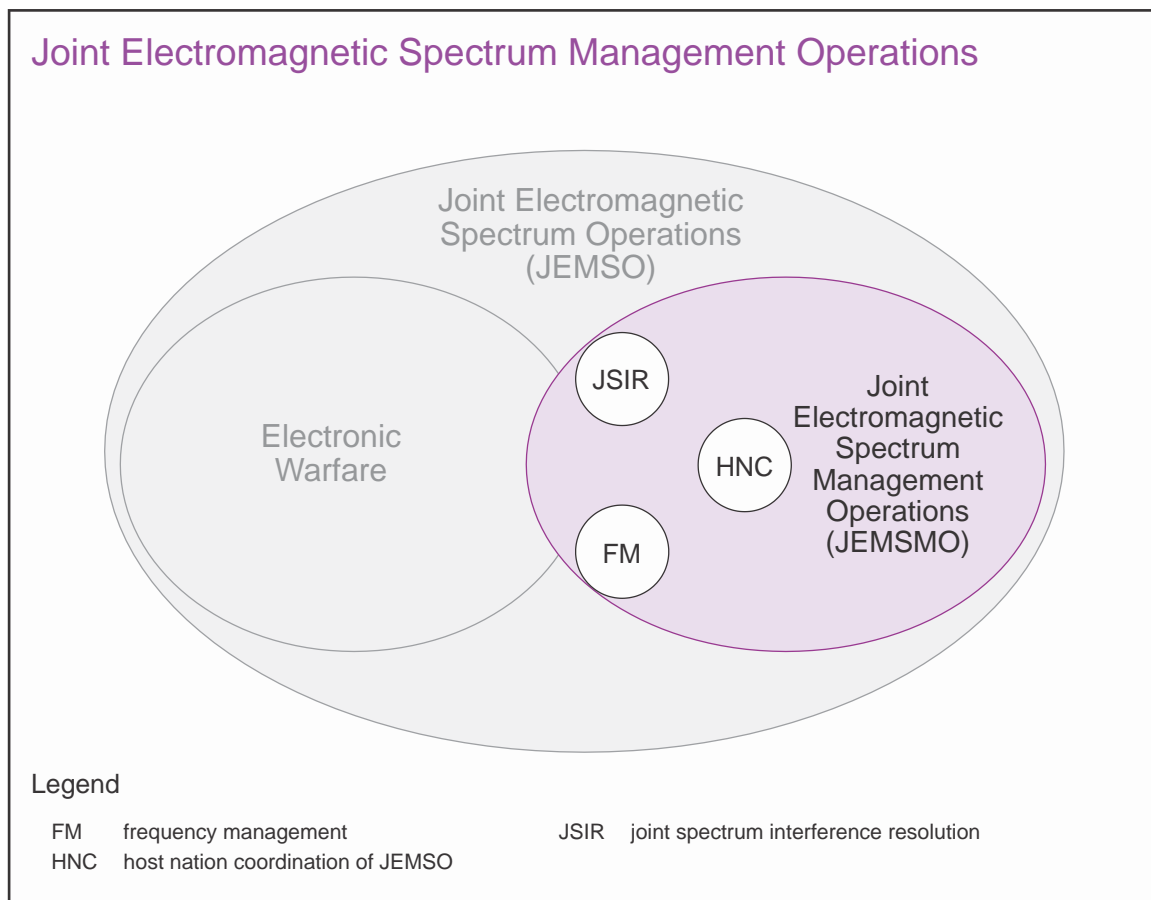 Joint Electromagnetic Spectrum Management Operations
Joint Electromagnetic
Spectrum Operations
(JEMSO)
Electronic
Warfare
JSIR
HNC
FM
Joint
Electromagnetic
Spectrum
Management
Operations
(JEMSMO)
Legend
FM frequency management
HNC host nation coordination of JEMSO
JSIR joint spectrum interference resolution